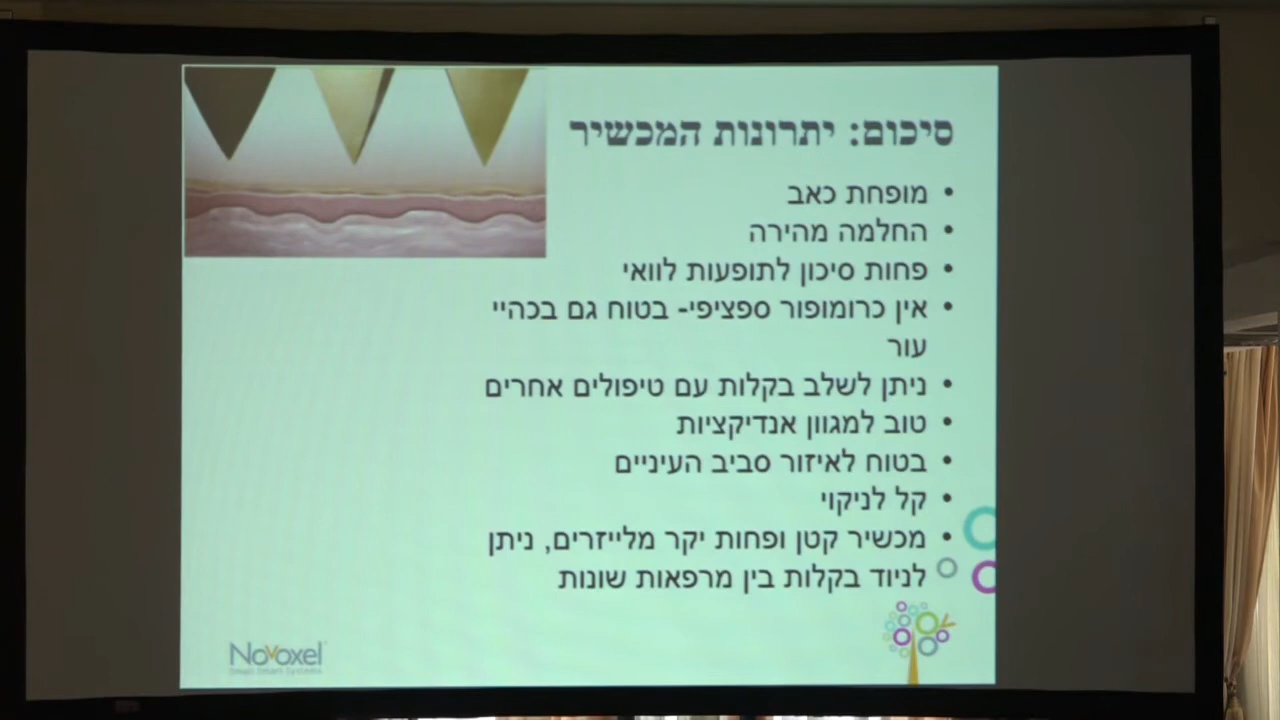 סיכום: יתרונות המכשיר
• מופחת כאב
• החלמה מהירה
• פחות סיכון לתופעות לוואי
• אין כרומופור ספציפי- בטוח גם בכהיי
עור
• ניתן לשלב בקלות עם טיפולים אחרים
• טוב למגוון אנדיקציות
• בטוח לאיזור סביב העיניים
• קל לניקוי
• מכשיר קטן ופחות יקר מלייזרים, ניתן
לניוד בקלות בין מרפאות שונות
Novoxel